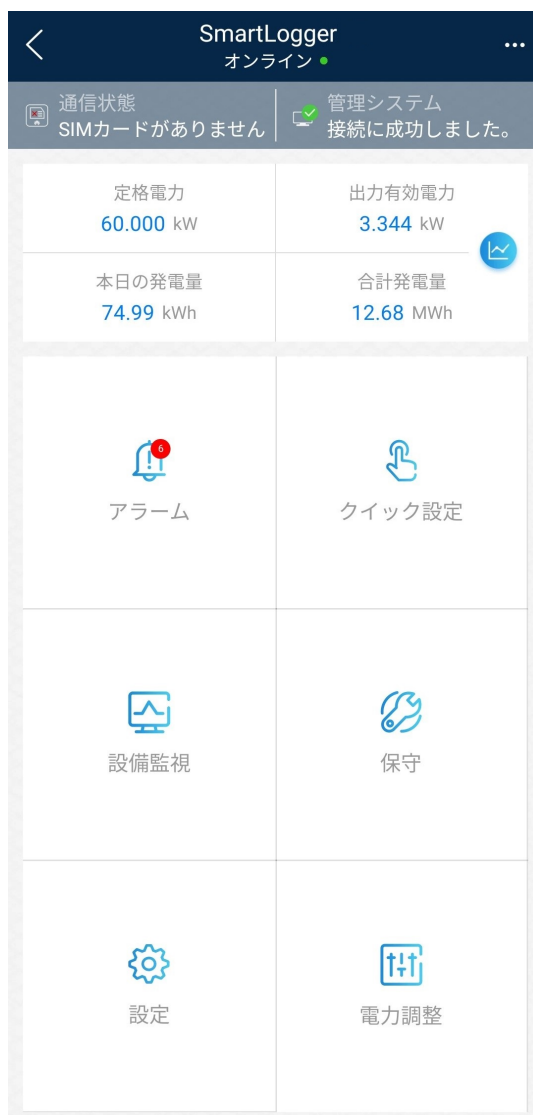 SmartLogger
オンライン
通信状態
SIMカードがありません
管理システム
接続に成功しました。
定格電力
60.000 kW
出力有効電力
3.344 kW
本日の発電量
74.99 kWh
合計発電量
12.68 MWh
6
アラーム
クイック設定
設備監視
保守
設定
電力調整